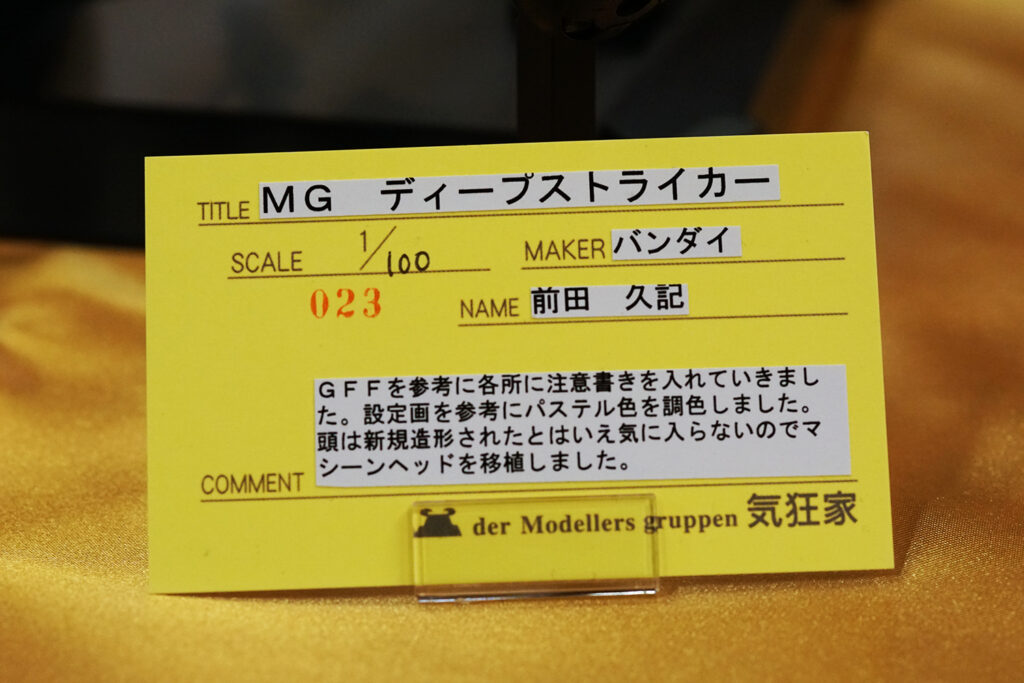 TITLE MG ディープストライカー
SCALE 1/100 MAKER バンダイ
023 NAME 前田 久記
GFFを参考に各所に注意書きを入れていきまし
た。設定画を参考にパステル色を調色しました。
頭は新規造形されたとはいえ気に入らないのでマ
シーンヘッドを移植しました。
COMMENT
der Modellers gruppen 気狂家